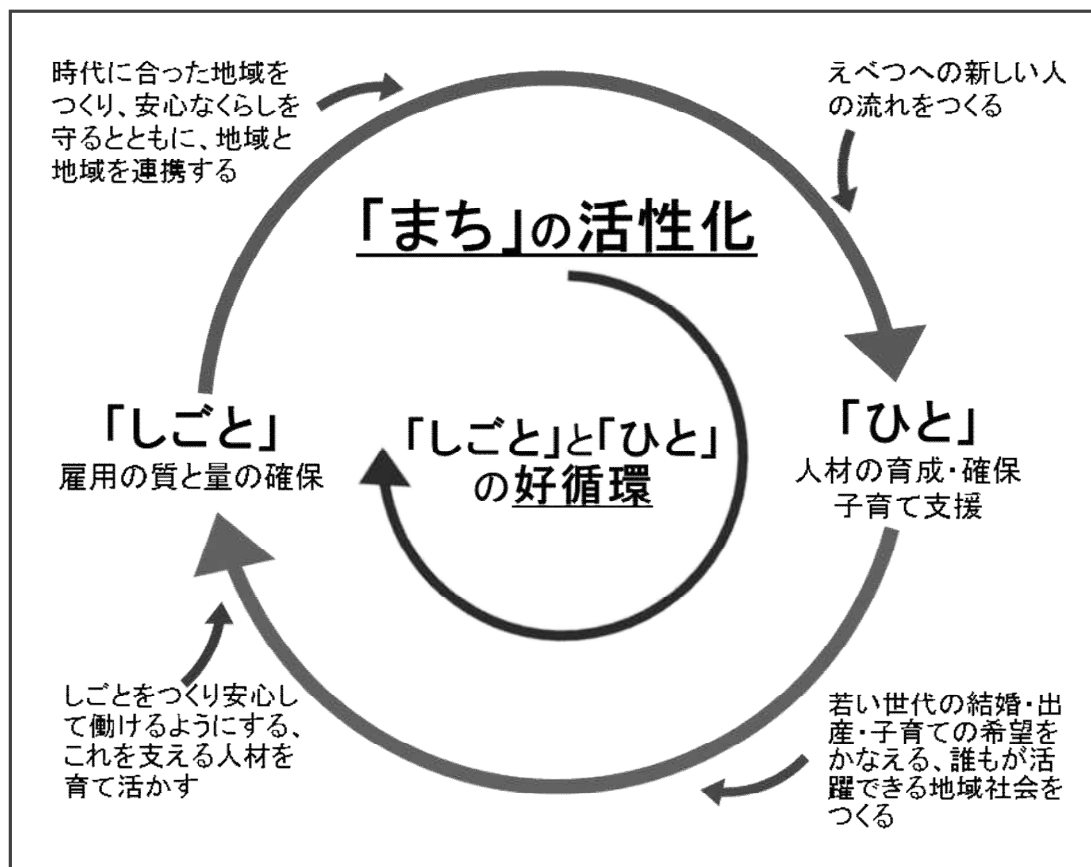 時代に合った地域を
つくり、安心なくらしを
守るとともに、地域と
地域を連携する
えべつへの新しい人
の流れをつくる
「まち」の活性化
「しごと」
雇用の質と量の確保
「しごと」と「ひと」
の好循環
「ひと」
人材の育成・確保
子育て支援
しごとをつくり安心し
て働けるようにする、
これを支える人材を
育て活かす
若い世代の結婚・出
産・子育ての希望を
かなえる、誰もが活
躍できる地域社会を
つくる